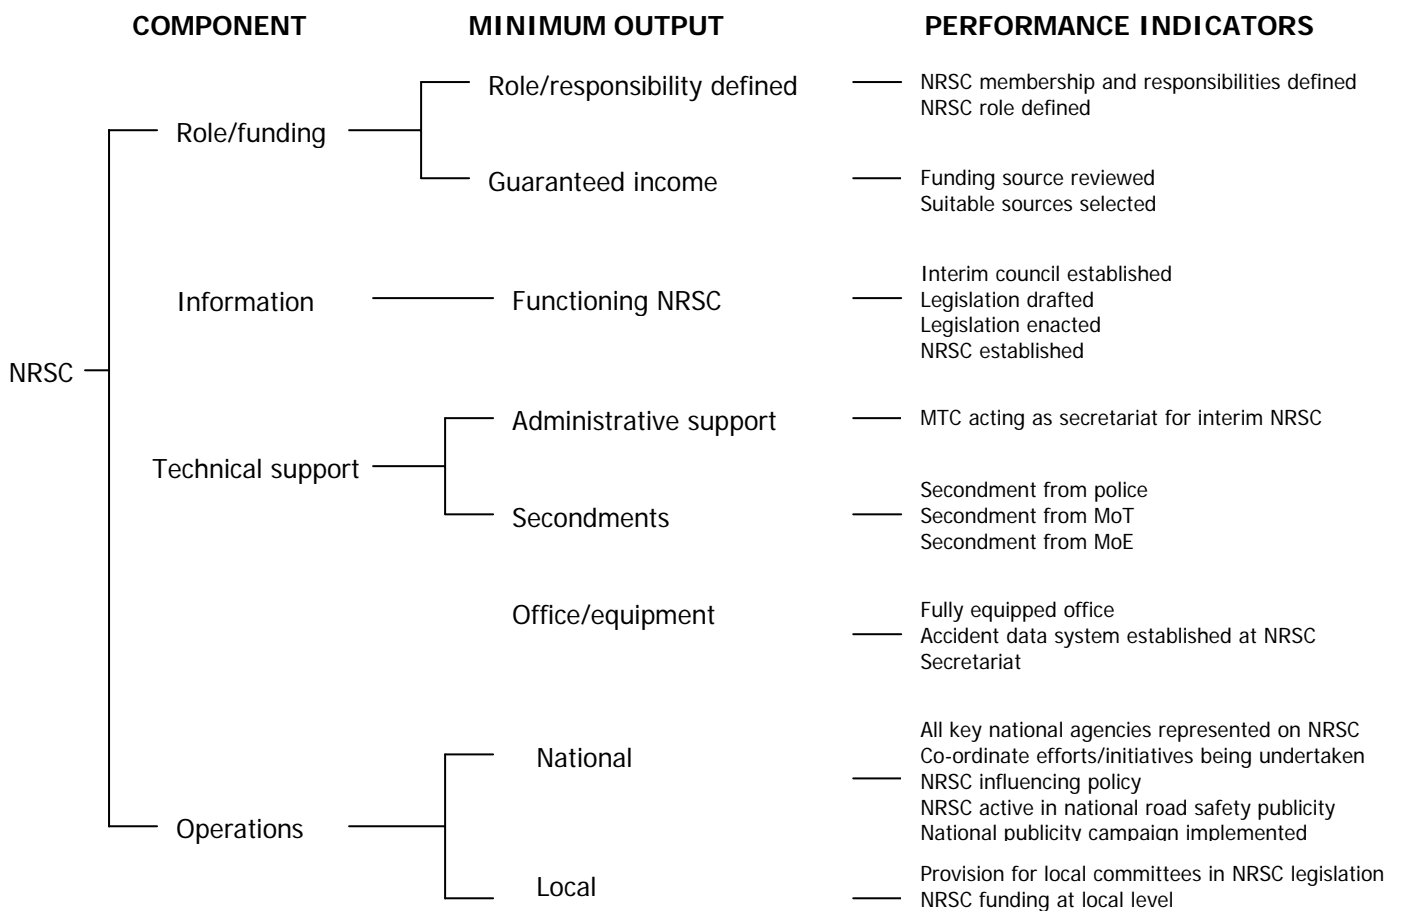 COMPONENT MINIMUM OUTPUT PERFORMANCE INDICATORS
Role/responsibility defined
NRSC membership and responsibilities defined
NRSC role defined
Role/funding
Guaranteed income
Funding source reviewed
Suitable sources selected
Information
Functioning NRSC
Interim council established
Legislation drafted
Legislation enacted
NRSC established
NRSC
Administrative support
MTC acting as secretariat for interim NRSC
Technical support
Secondments
Secondment from police
Secondment from MoT
Secondment from MoE
Office/equipment
Fully equipped office
Accident data system established at NRSC
Secretariat
National
All key national agencies represented on NRSC
Co-ordinate efforts/initiatives being undertaken
NRSC influencing policy
NRSC active in national road safety publicity
National publicity campaign implemented
Operations
Local
Provision for local committees in NRSC legislation
NRSC funding at local level